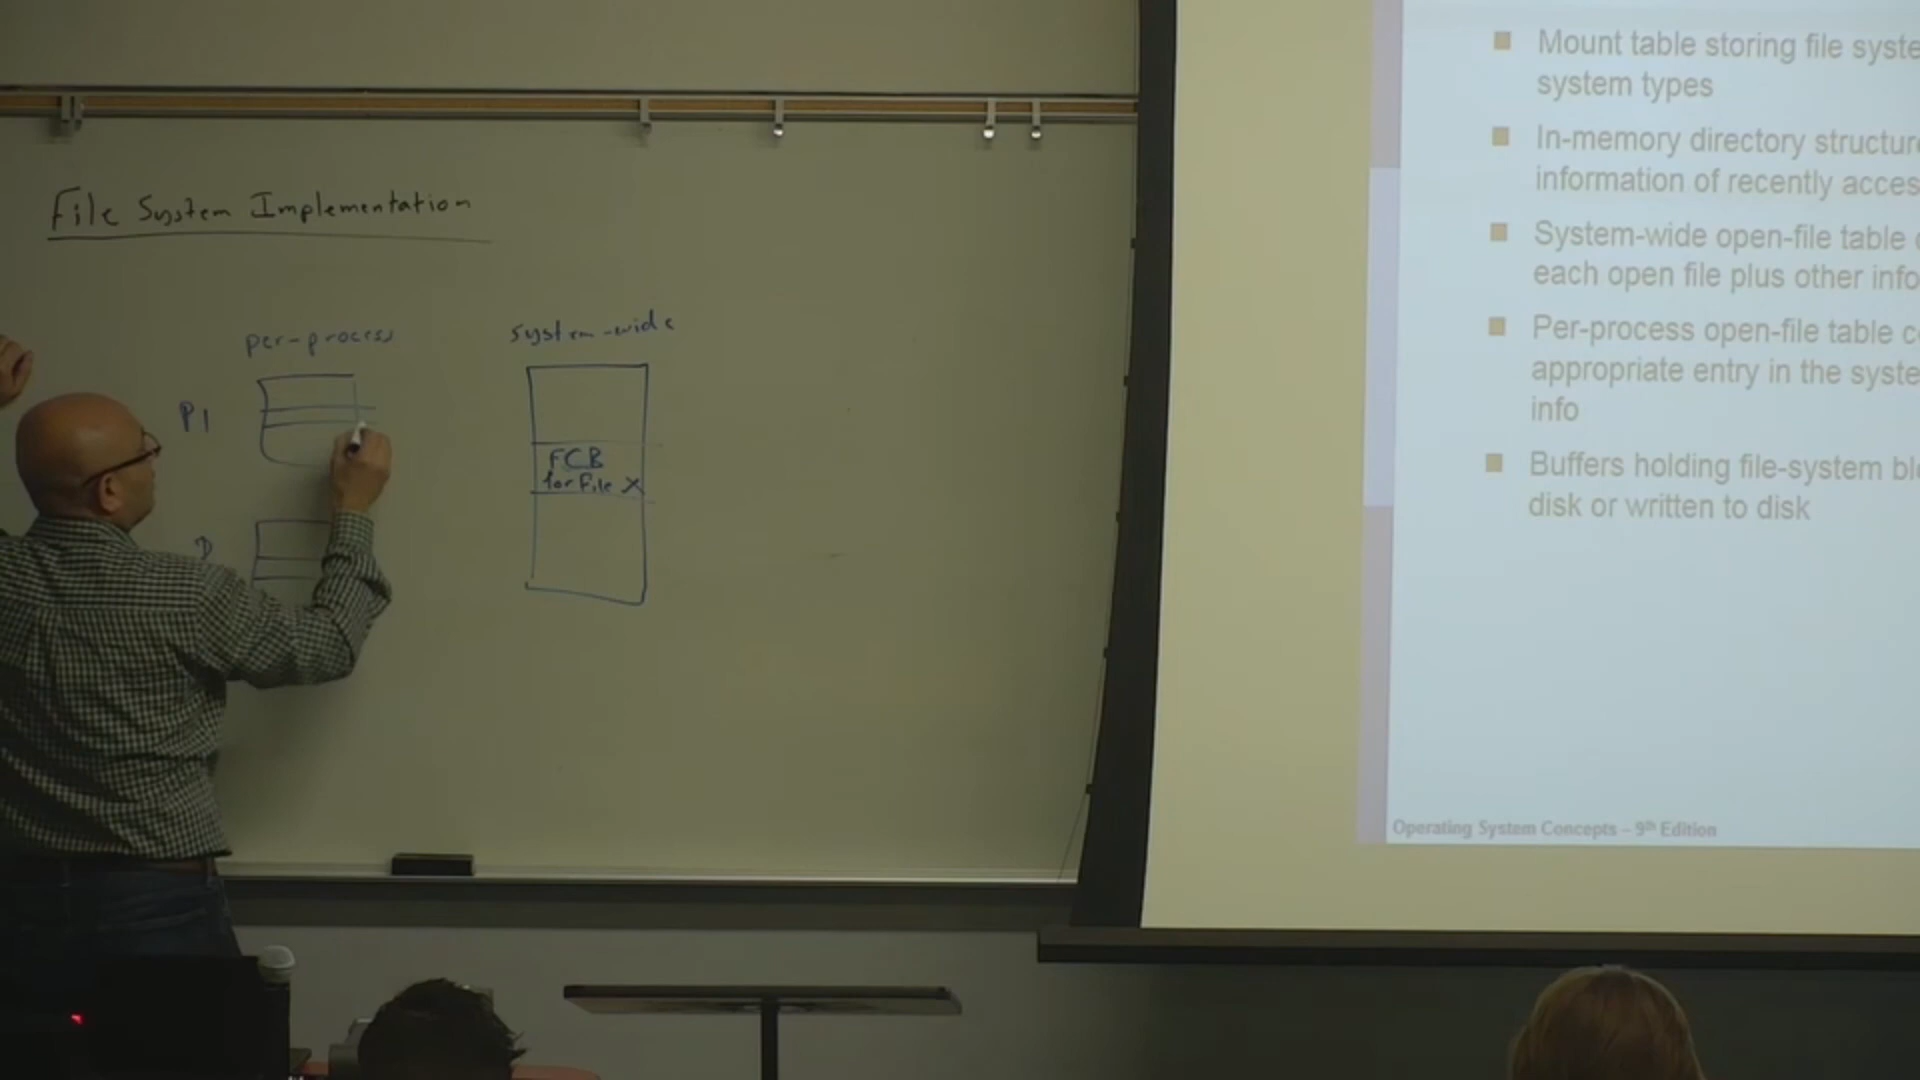 File System Implementation
per-process
system-wide
P1
FCB
for File X
P
Mount table storing file syste
system types
In-memory directory structure
information of recently acces
System-wide open-file table
each open file plus other info
Per-process open-file table co
appropriate entry in the syste
info
Buffers holding file-system blo
disk or written to disk
Operating System Concepts – 9th Edition